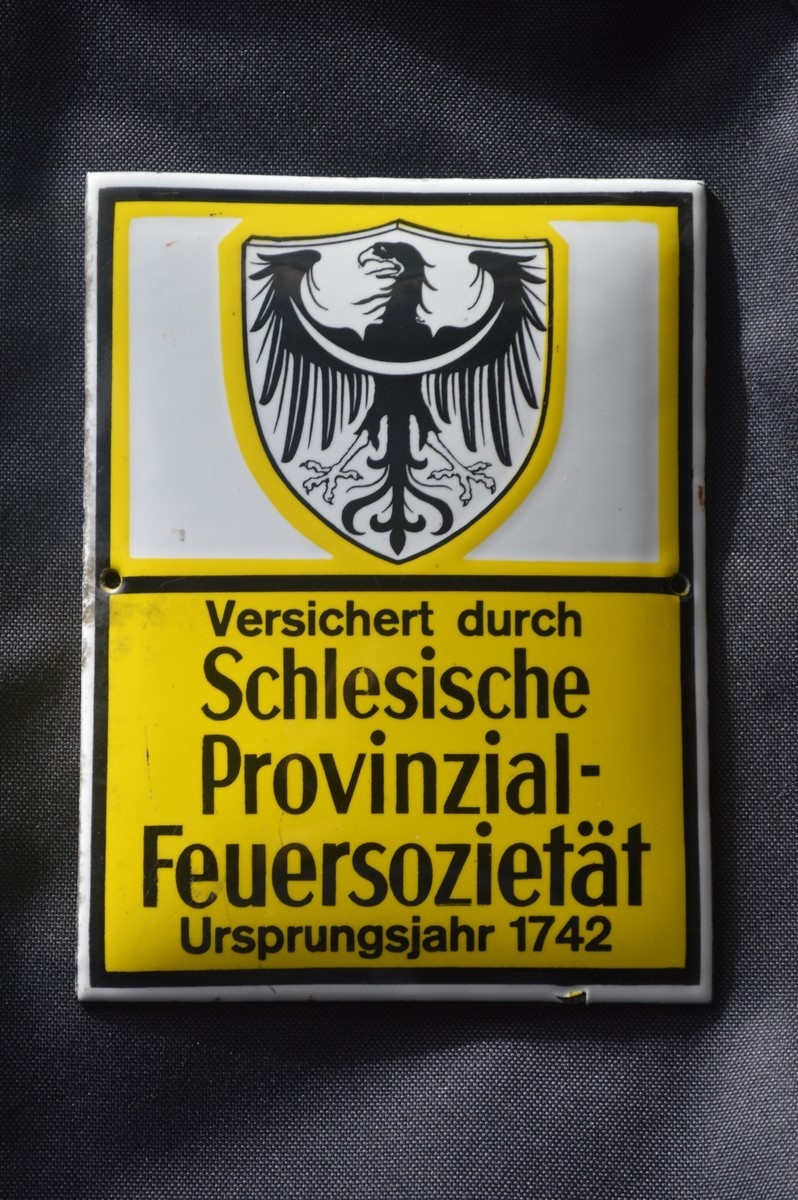 Versichert durch
Schlesische
Provinzial-
Feuersozietät
Ursprungsjahr 1742